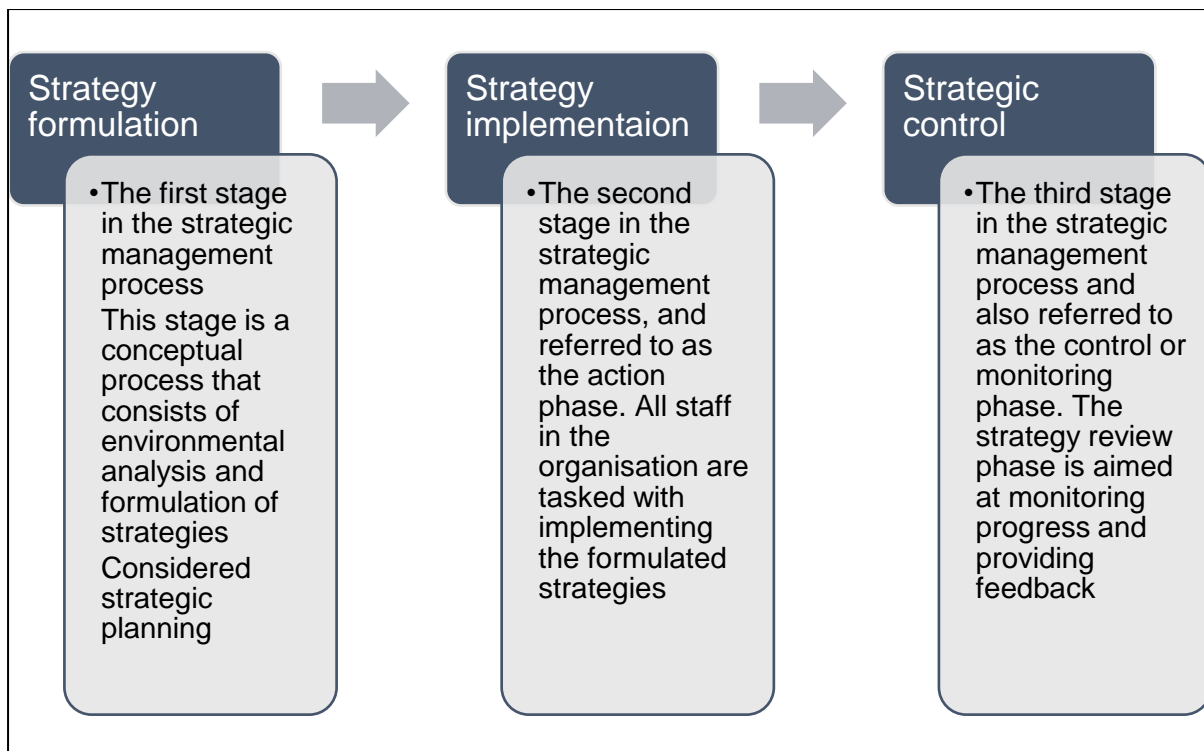 Strategy
formulation
•The first stage
in the strategic
management
process
This stage is a
conceptual
process that
consists of
environmental
analysis and
formulation of
strategies
Considered
strategic
planning
Strategy
implementaion
•The second
stage in the
strategic
management
process, and
referred to as
the action
phase. All staff
in the
organisation are
tasked with
implementing
the formulated
strategies
Strategic
control
•The third stage
in the strategic
management
process and
also referred to
as the control or
monitoring
phase. The
strategy review
phase is aimed
at monitoring
progress and
providing
feedback